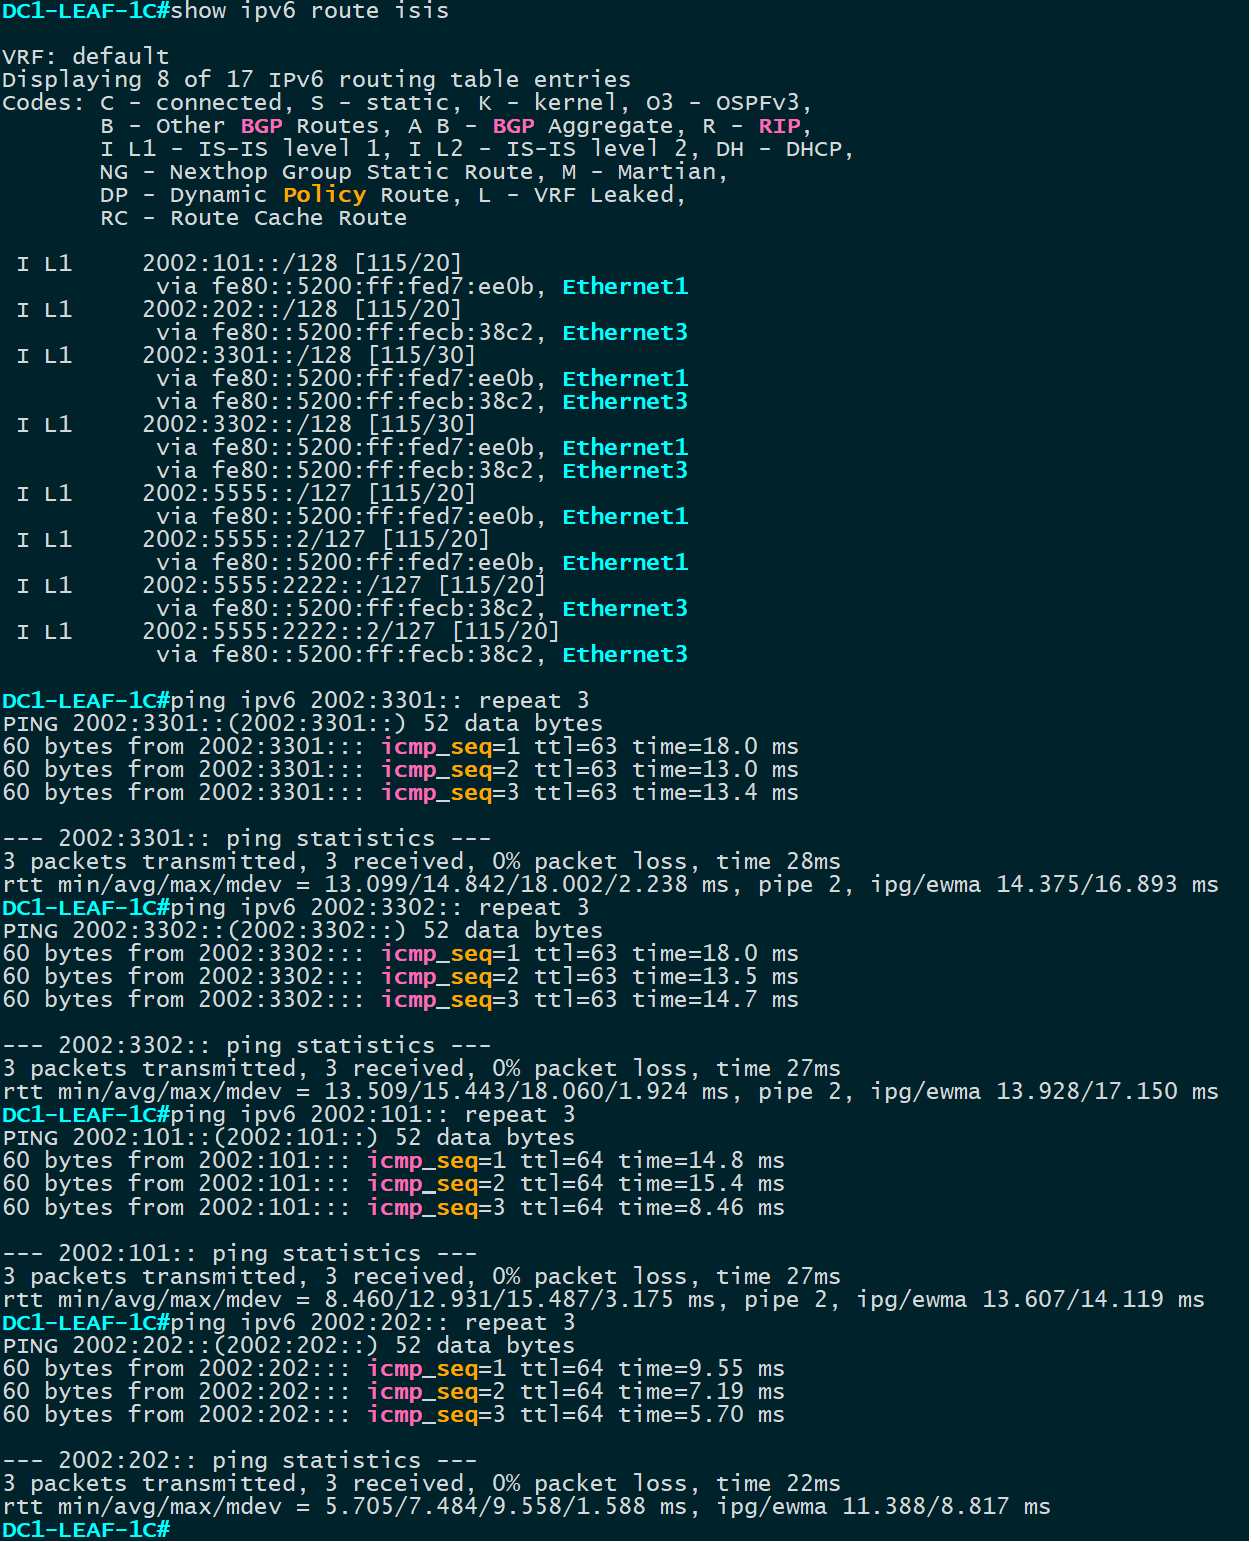 DC1-LEAF-1C#show ipv6 route isis
VRF: default
Displaying 8 of 17 IPv6 routing table entries
Codes: C - connected, S - static, K - kernel, O3 - OSPFv3,
       B - Other BGP Routes, A B - BGP Aggregate, R - RIP,
       I L1 - IS-IS level 1, I L2 - IS-IS level 2, DH - DHCP,
       NG - Nexthop Group Static Route, M - Martian,
       DP - Dynamic Policy Route, L - VRF Leaked,
       RC - Route Cache Route
 I L1     2002:101::/128 [115/20]
           via fe80::5200:ff:fed7:ee0b, Ethernet1
 I L1     2002:202::/128 [115/20]
           via fe80::5200:ff:fecb:38c2, Ethernet3
 I L1     2002:3301::/128 [115/30]
           via fe80::5200:ff:fed7:ee0b, Ethernet1
           via fe80::5200:ff:fecb:38c2, Ethernet3
 I L1     2002:3302::/128 [115/30]
           via fe80::5200:ff:fed7:ee0b, Ethernet1
           via fe80::5200:ff:fecb:38c2, Ethernet3
 I L1     2002:5555::/127 [115/20]
           via fe80::5200:ff:fed7:ee0b, Ethernet1
 I L1     2002:5555::2/127 [115/20]
           via fe80::5200:ff:fed7:ee0b, Ethernet1
 I L1     2002:5555:2222::/127 [115/20]
           via fe80::5200:ff:fecb:38c2, Ethernet3
 I L1     2002:5555:2222::2/127 [115/20]
           via fe80::5200:ff:fecb:38c2, Ethernet3
DC1-LEAF-1C#ping ipv6 2002:3301:: repeat 3
PING 2002:3301::(2002:3301::) 52 data bytes
60 bytes from 2002:3301::: icmp_seq=1 ttl=63 time=18.0 ms
60 bytes from 2002:3301::: icmp_seq=2 ttl=63 time=13.0 ms
60 bytes from 2002:3301::: icmp_seq=3 ttl=63 time=13.4 ms
--- 2002:3301:: ping statistics ---
3 packets transmitted, 3 received, 0% packet loss, time 28ms
rtt min/avg/max/mdev = 13.099/14.842/18.002/2.238 ms, pipe 2, ipg/ewma 14.375/16.893 ms
DC1-LEAF-1C#ping ipv6 2002:3302:: repeat 3
PING 2002:3302::(2002:3302::) 52 data bytes
60 bytes from 2002:3302::: icmp_seq=1 ttl=63 time=18.0 ms
60 bytes from 2002:3302::: icmp_seq=2 ttl=63 time=13.5 ms
60 bytes from 2002:3302::: icmp_seq=3 ttl=63 time=14.7 ms
--- 2002:3302:: ping statistics ---
3 packets transmitted, 3 received, 0% packet loss, time 27ms
rtt min/avg/max/mdev = 13.509/15.443/18.060/1.924 ms, pipe 2, ipg/ewma 13.928/17.150 ms
DC1-LEAF-1C#ping ipv6 2002:101:: repeat 3
PING 2002:101::(2002:101::) 52 data bytes
60 bytes from 2002:101::: icmp_seq=1 ttl=64 time=14.8 ms
60 bytes from 2002:101::: icmp_seq=2 ttl=64 time=15.4 ms
60 bytes from 2002:101::: icmp_seq=3 ttl=64 time=8.46 ms
--- 2002:101:: ping statistics ---
3 packets transmitted, 3 received, 0% packet loss, time 27ms
rtt min/avg/max/mdev = 8.460/12.931/15.487/3.175 ms, pipe 2, ipg/ewma 13.607/14.119 ms
DC1-LEAF-1C#ping ipv6 2002:202:: repeat 3
PING 2002:202::(2002:202::) 52 data bytes
60 bytes from 2002:202::: icmp_seq=1 ttl=64 time=9.55 ms
60 bytes from 2002:202::: icmp_seq=2 ttl=64 time=7.19 ms
60 bytes from 2002:202::: icmp_seq=3 ttl=64 time=5.70 ms
--- 2002:202:: ping statistics ---
3 packets transmitted, 3 received, 0% packet loss, time 22ms
rtt min/avg/max/mdev = 5.705/7.484/9.558/1.588 ms, ipg/ewma 11.388/8.817 ms
DC1-LEAF-1C#